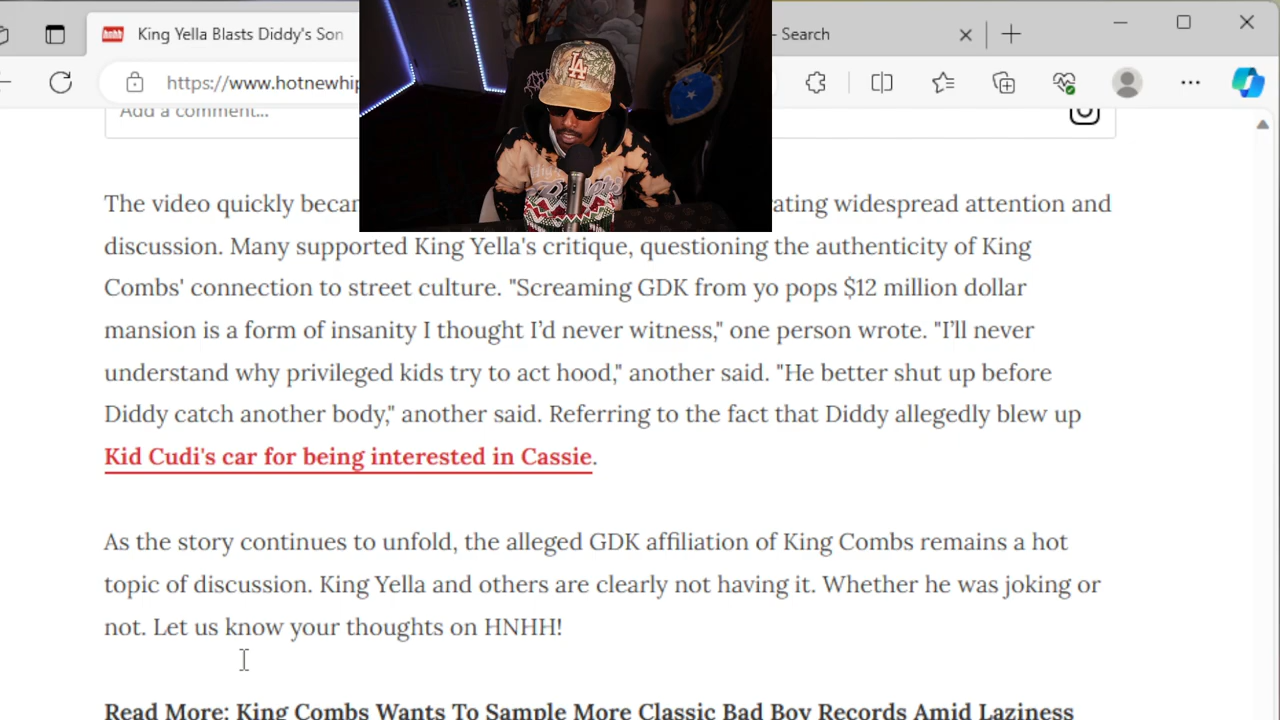 King Yella Blasts Diddy's Son
- Search
https://www.hotnewhip
Add a comment...
The video quickly becam rating widespread attention and
discussion. Many supported King Yella's critique, questioning the authenticity of King
Combs' connection to street culture. "Screaming GDK from yo pops $12 million dollar
mansion is a form of insanity I thought I’d never witness," one person wrote. "I’ll never
understand why privileged kids try to act hood," another said. "He better shut up before
Diddy catch another body," another said. Referring to the fact that Diddy allegedly blew up
Kid Cudi's car for being interested in Cassie.
As the story continues to unfold, the alleged GDK affiliation of King Combs remains a hot
topic of discussion. King Yella and others are clearly not having it. Whether he was joking or
not. Let us know your thoughts on HNHH!
Read More: King Combs Wants To Sample More Classic Bad Boy Records Amid Laziness